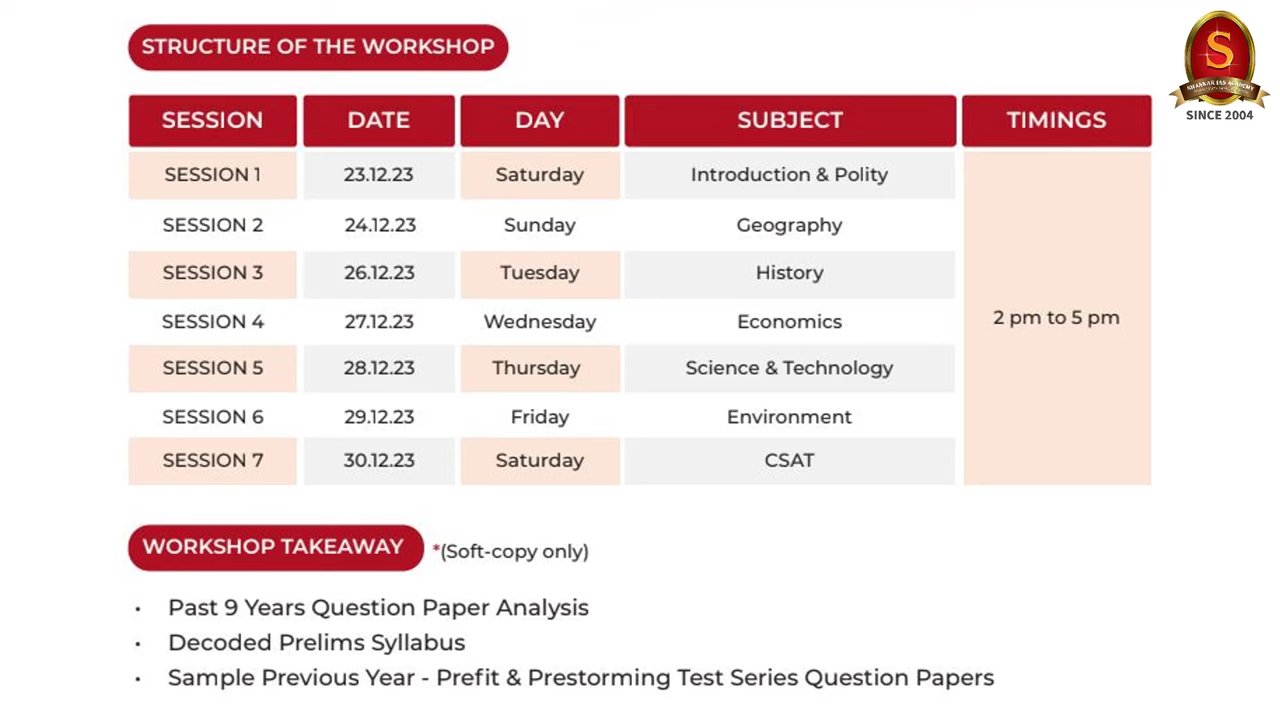 STRUCTURE OF THE WORKSHOP
S
SHANKAR IAS ACADEMY
SINCE 2004
SESSION DATE DAY SUBJECT TIMINGS
SESSION 1 23.12.23 Saturday Introduction & Polity
SESSION 2 24.12.23 Sunday Geography
SESSION 3 26.12.23 Tuesday History
SESSION 4 27.12.23 Wednesday Economics 2 pm to 5 pm
SESSION 5 28.12.23 Thursday Science & Technology
SESSION 6 29.12.23 Friday Environment
SESSION 7 30.12.23 Saturday CSAT
WORKSHOP TAKEAWAY *(Soft-copy only)
• Past 9 Years Question Paper Analysis
• Decoded Prelims Syllabus
• Sample Previous Year - Prefit & Prestorming Test Series Question Papers